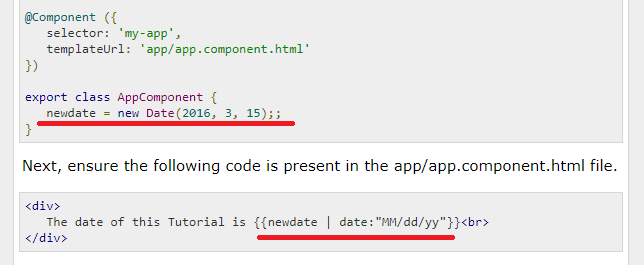 @Component ({
selector: 'my-app',
templateUrl: 'app/app.component.html'
})
export class AppComponent {
newdate = new Date(2016, 3, 15);;
}
Next, ensure the following code is present in the app/app.component.html file.
<div>
The date of this Tutorial is {{newdate | date:"MM/dd/yy"}}<br>
</div>